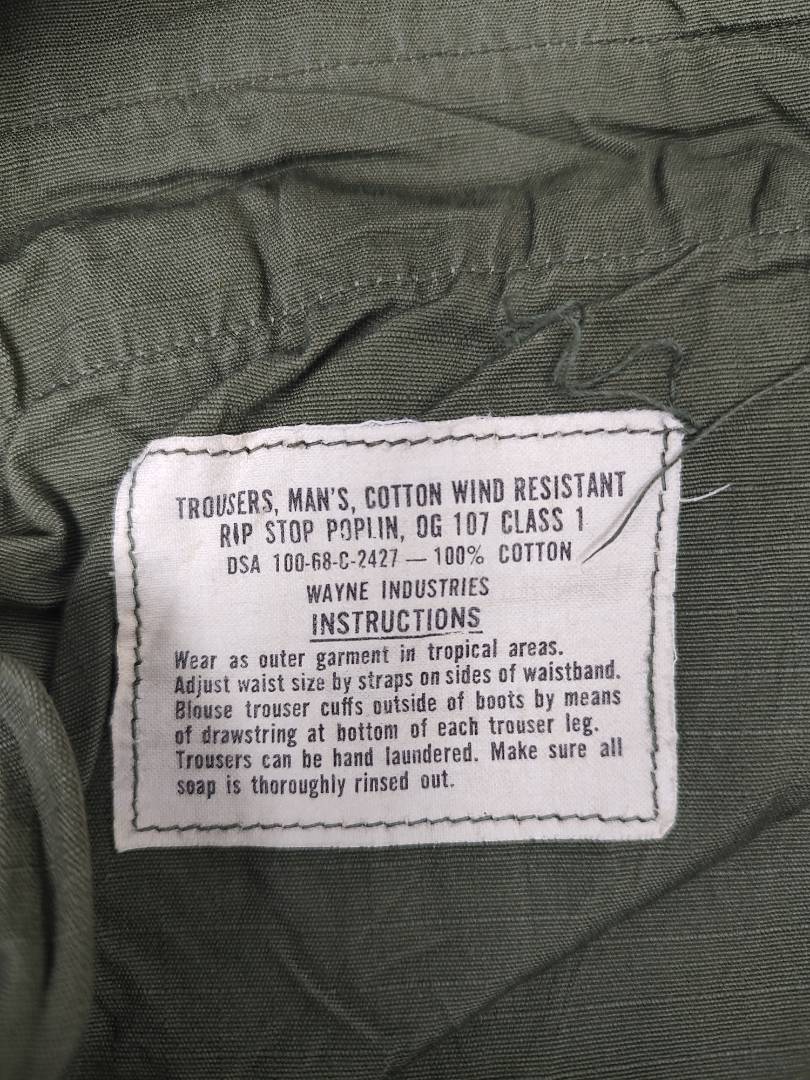 TROUSERS, MAN'S, COTTON WIND RESISTANT
RIP STOP POPLIN, OG 107 CLASS 1
DSA 100-68-C-2427 — 100% COTTON
WAYNE INDUSTRIES
INSTRUCTIONS
Wear as outer garment in tropical areas.
Adjust waist size by straps on sides of waistband.
Blouse trouser cuffs outside of boots by means
of drawstring at bottom of each trouser leg.
Trousers can be hand laundered. Make sure all
soap is thoroughly rinsed out.